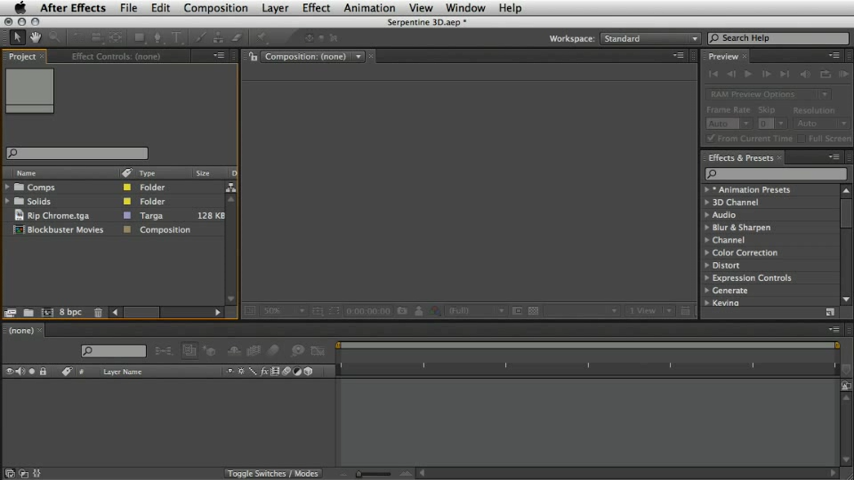 After Effects File Edit Composition Layer Effect Animation Layer View Window Help
Serpentine 3D.aep *
Workspace: Standard Search Help
Project Effect Controls: (none) Composition: (none) Preview
RAM Preview Options
Frame Rate Skip Resolution
Auto 0 Auto
From Current Time Full Screen
Effects & Presets
Name Type Size D
Comps Folder
Solids Folder
Rip Chrome.tga Targa 128 KB
Blockbuster Movies Composition
* Animation Presets
3D Channel
Audio
Blur & Sharpen
Channel
Color Correction
Distort
Expression Controls
Generate
Keying
8 bpc 50% 0:00:00:00 (Full) 1 View
(none)
# Layer Name
Toggle Switches / Modes